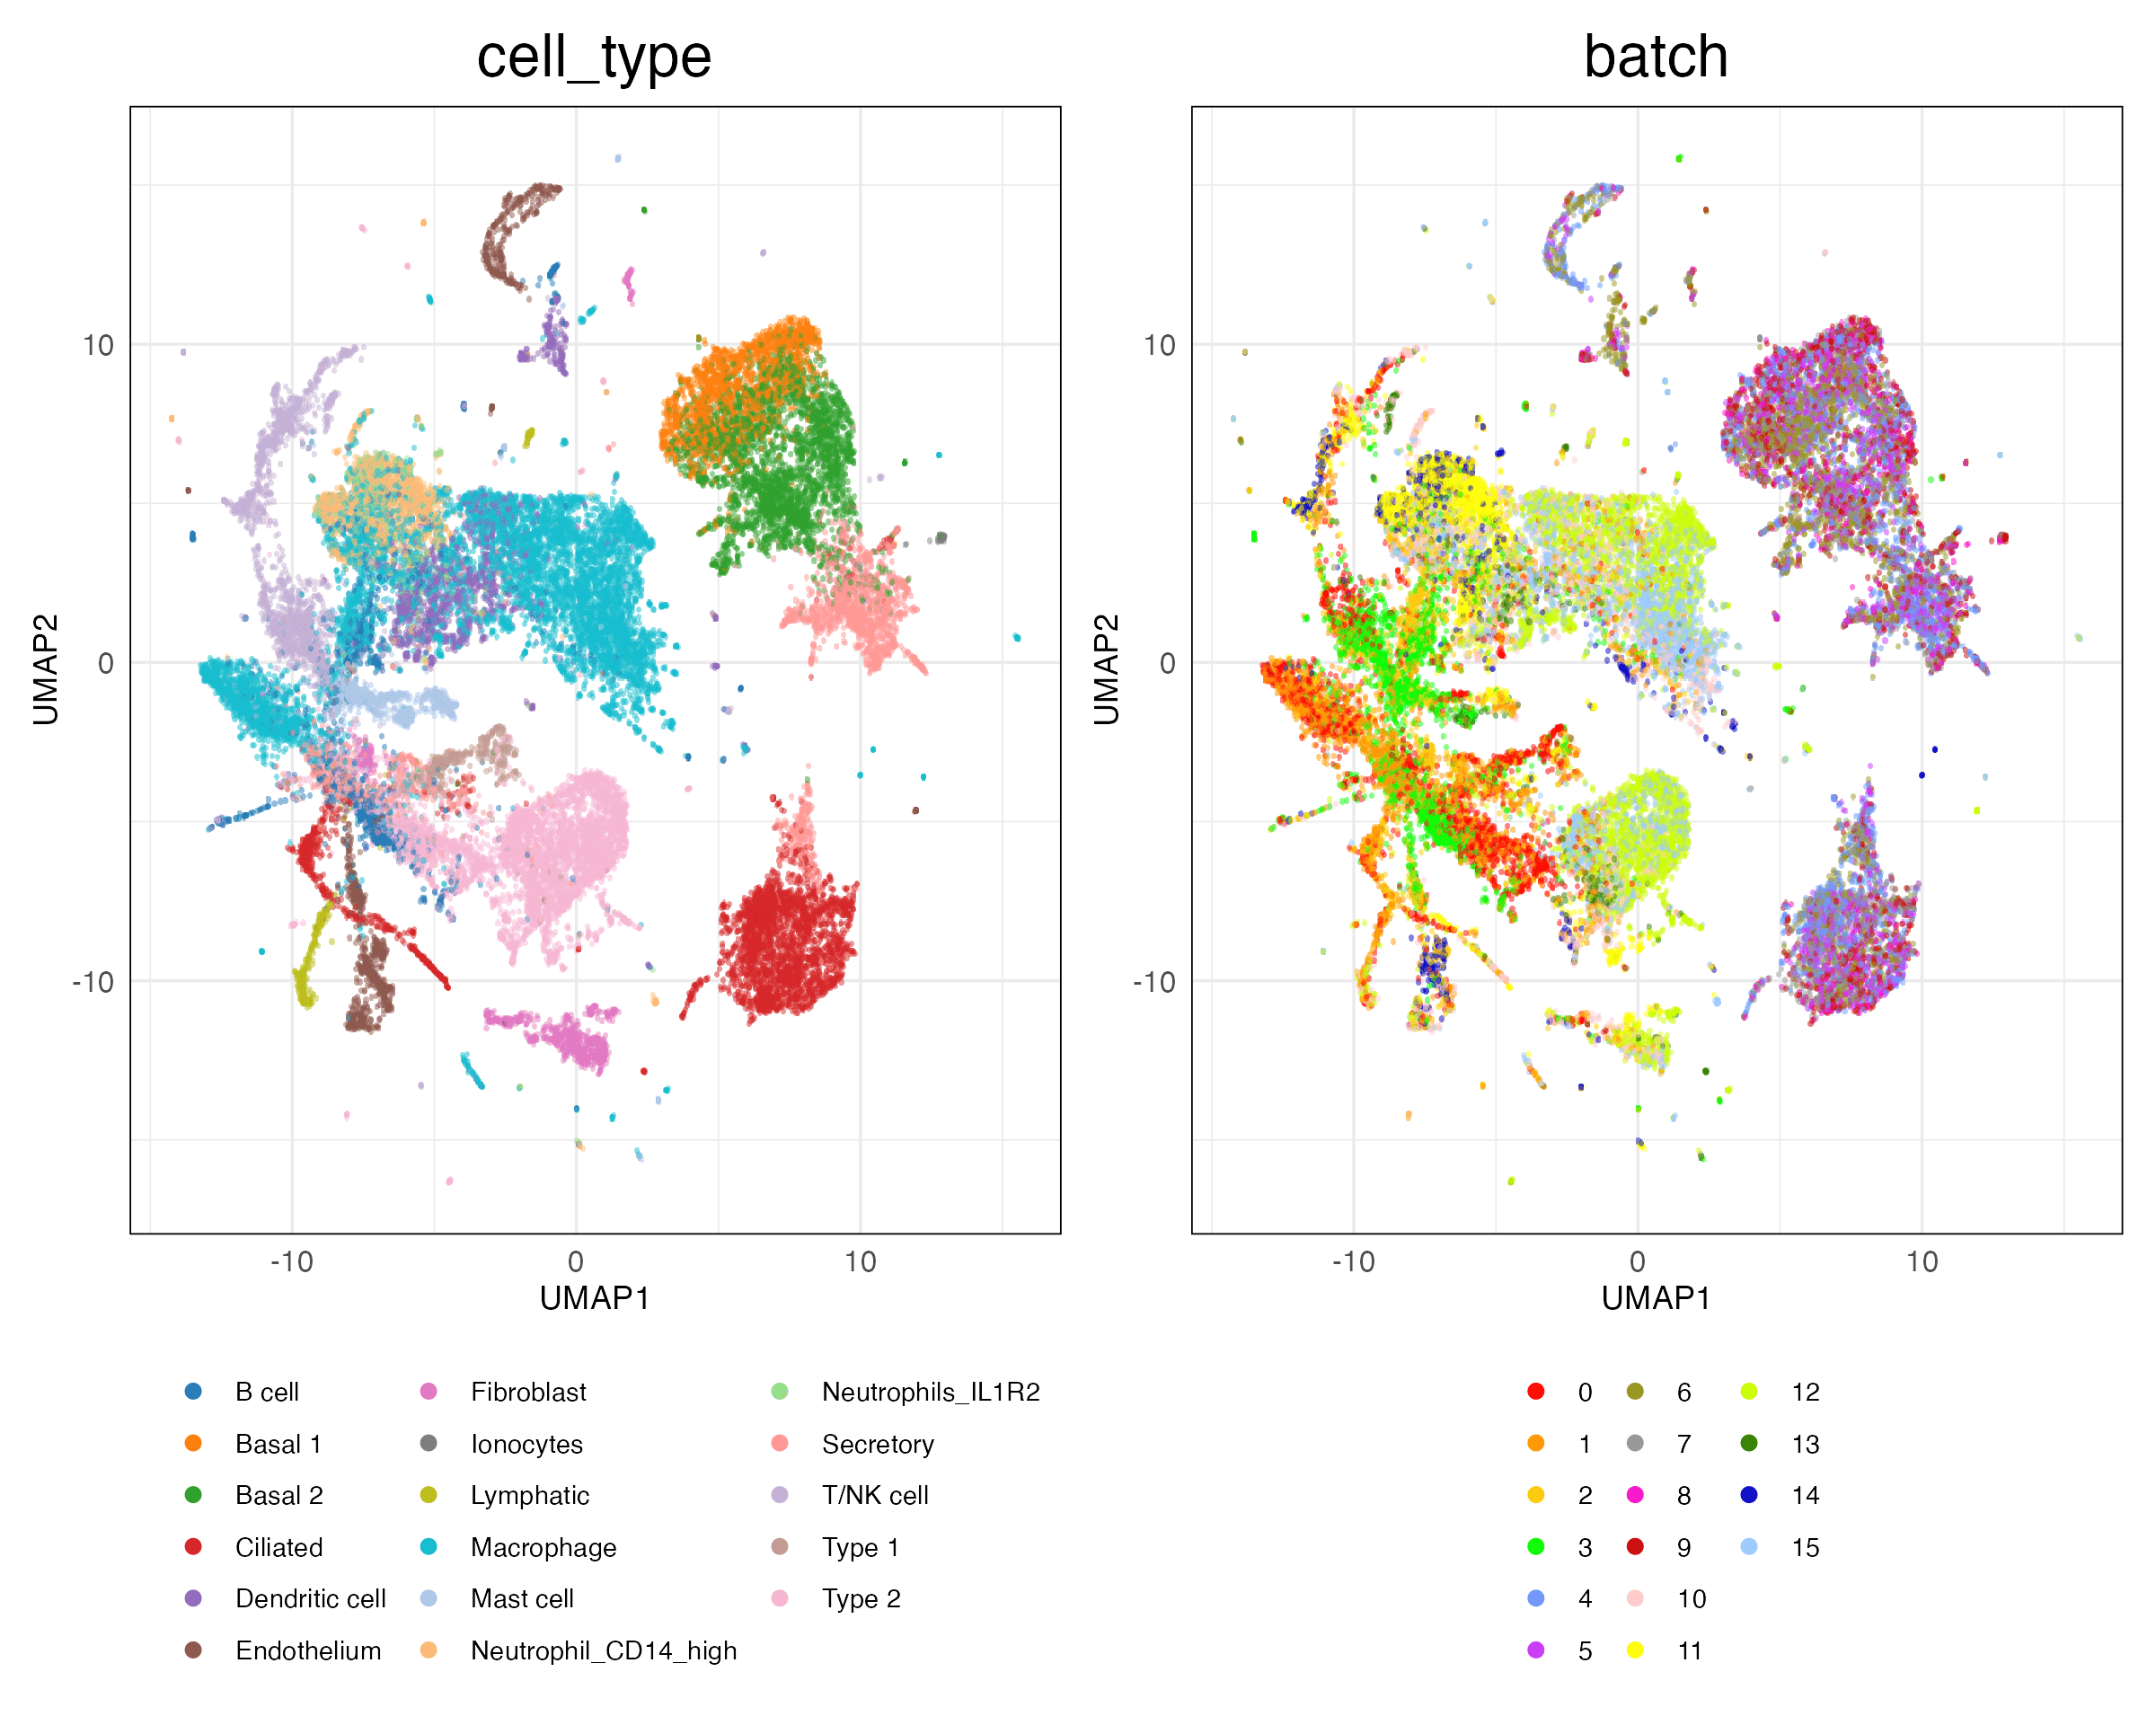 cell_type
batch
10
0
-10
UMAP2
-10
0
10
UMAP1
10
0
-10
UMAP2
-10
0
10
UMAP1
B cell
Basal 1
Basal 2
Ciliated
Dendritic cell
Endothelium
Fibroblast
Ionocytes
Lymphatic
Macrophage
Mast cell
Neutrophil_CD14_high
Neutrophils_IL1R2
Secretory
T/NK cell
Type 1
Type 2
0
1
2
3
4
5
6
7
8
9
10
11
12
13
14
15